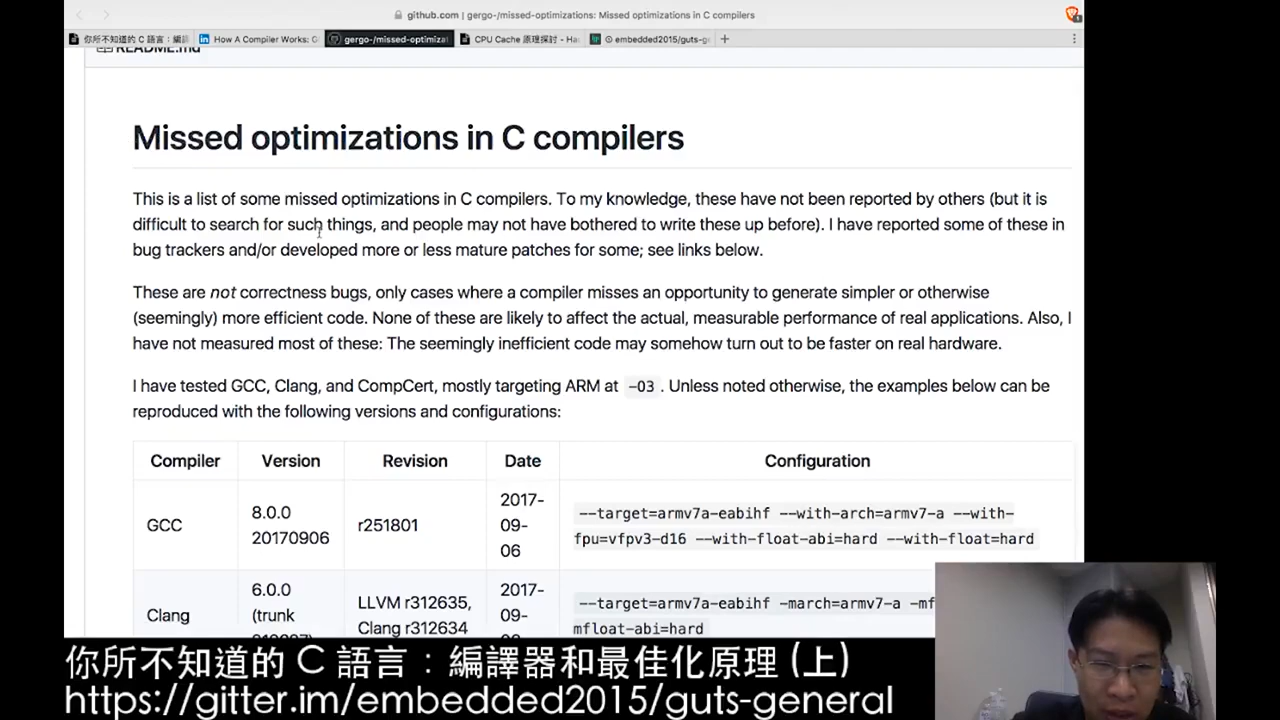 github.com | gergo-/missed-optimizations: Missed optimizations in C compilers
你所不知道的 C 語言：編譯
How A Compiler Works: G
gergo-/missed-optimizat
CPU Cache 原理探討 - Ha
embedded2015/guts-g
README.md
Missed optimizations in C compilers
This is a list of some missed optimizations in C compilers. To my knowledge, these have not been reported by others (but it is
difficult to search for such things, and people may not have bothered to write these up before). I have reported some of these in
bug trackers and/or developed more or less mature patches for some; see links below.
These are not correctness bugs, only cases where a compiler misses an opportunity to generate simpler or otherwise
(seemingly) more efficient code. None of these are likely to affect the actual, measurable performance of real applications. Also, I
have not measured most of these: The seemingly inefficient code may somehow turn out to be faster on real hardware.
I have tested GCC, Clang, and CompCert, mostly targeting ARM at -O3 . Unless noted otherwise, the examples below can be
reproduced with the following versions and configurations:
Compiler Version Revision Date Configuration
GCC
8.0.0
20170906
r251801
2017-
09-
06
--target=armv7a-eabihf --with-arch=armv7-a --with-
fpu=vfpv3-d16 --with-float-abi=hard --with-float=hard
Clang
6.0.0
(trunk
LLVM r312635,
Clang r312634
2017-
09-
--target=armv7a-eabihf -march=armv7-a -mf
mfloat-abi=hard
你所不知道的 C 語言：編譯器和最佳化原理 (上)
https://gitter.im/embedded2015/guts-general